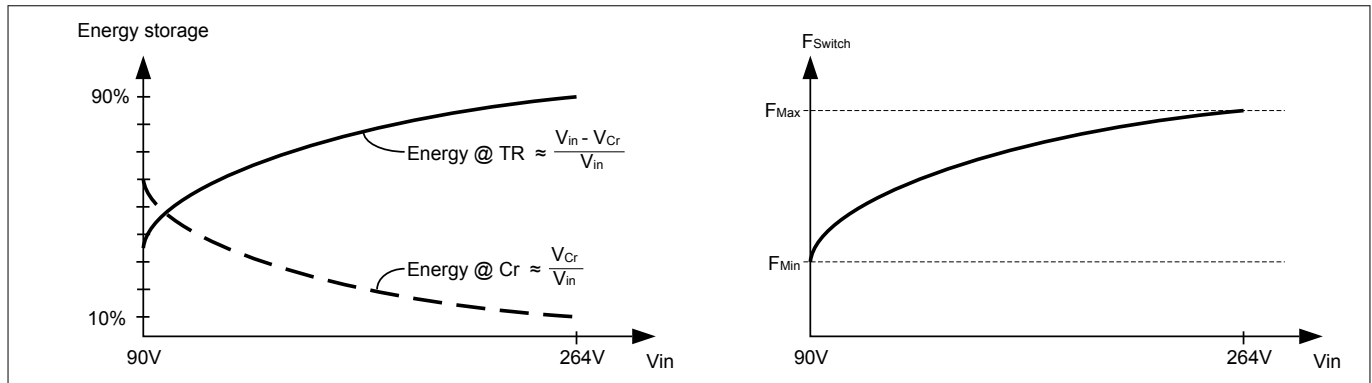 Energy storage
90%
Energy @ TR ≈ Vin - VCr / Vin
Energy @ Cr ≈ VCr / Vin
10%
90V
264V
Vin
FSwitch
FMax
FMin
90V
264V
Vin